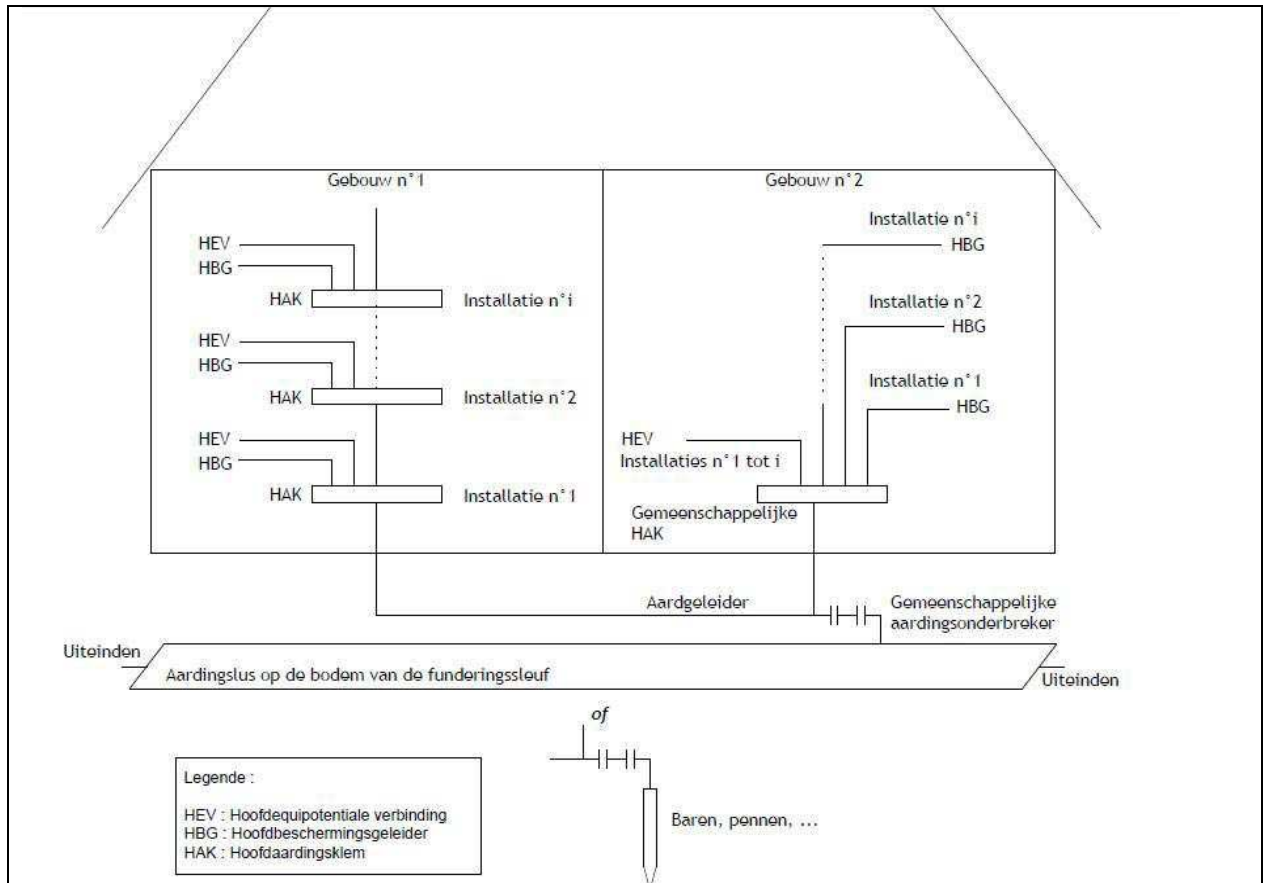 Gebouw n°1
HEV
HBG
HAK
Installatie n°i
HEV
HBG
HAK
Installatie n°2
HEV
HBG
HAK
Installatie n°1
Gebouw n°2
Installatie n°i
HBG
Installatie n°2
HBG
Installatie n°1
HBG
HEV
Installaties n°1 tot i
Gemeenschappelijke
HAK
Aardgeleider
Gemeenschappelijke
aardingsonderbreker
Uiteinden
Aardingslus op de bodem van de funderingssleuf
Uiteinden
of
Baren, pennen, ...
Legende :
HEV : Hoofdequipotentiale verbinding
HBG : Hoofdbeschermingsgeleider
HAK : Hoofdaardingsklem